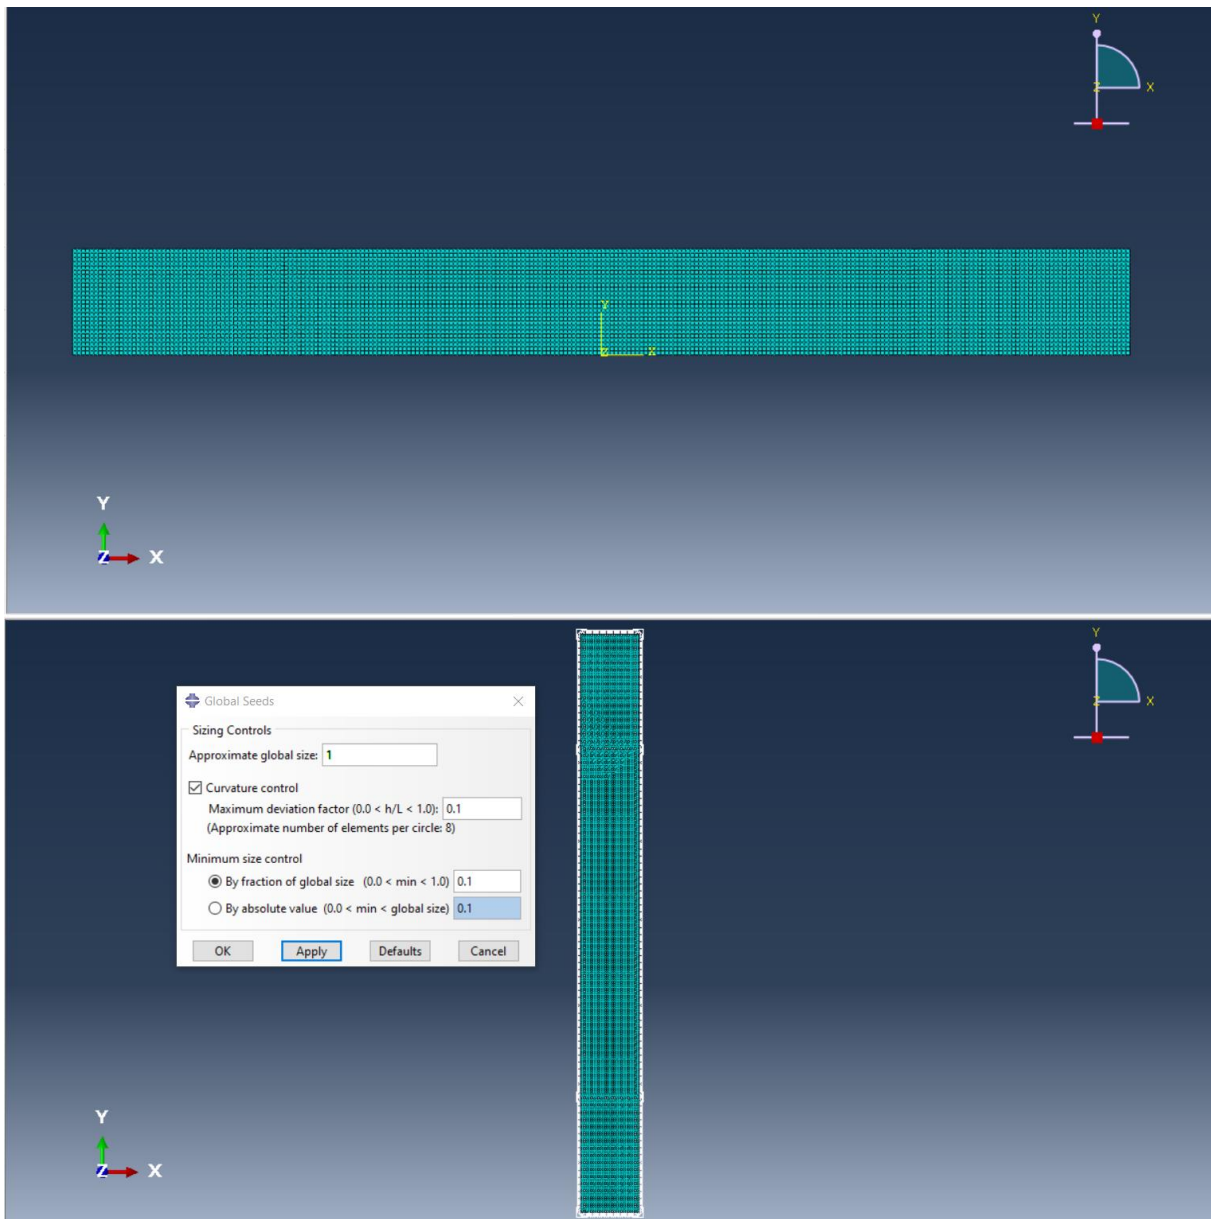 Y
Z X
Y
Z X
Y
Z X
Y
Z X
Global Seeds
Sizing Controls
Approximate global size: 1
Curvature control
Maximum deviation factor (0.0 < h/L < 1.0): 0.1
(Approximate number of elements per circle: 8)
Minimum size control
By fraction of global size (0.0 < min < 1.0) 0.1
By absolute value (0.0 < min < global size) 0.1
OK Apply Defaults Cancel
Y
Z X